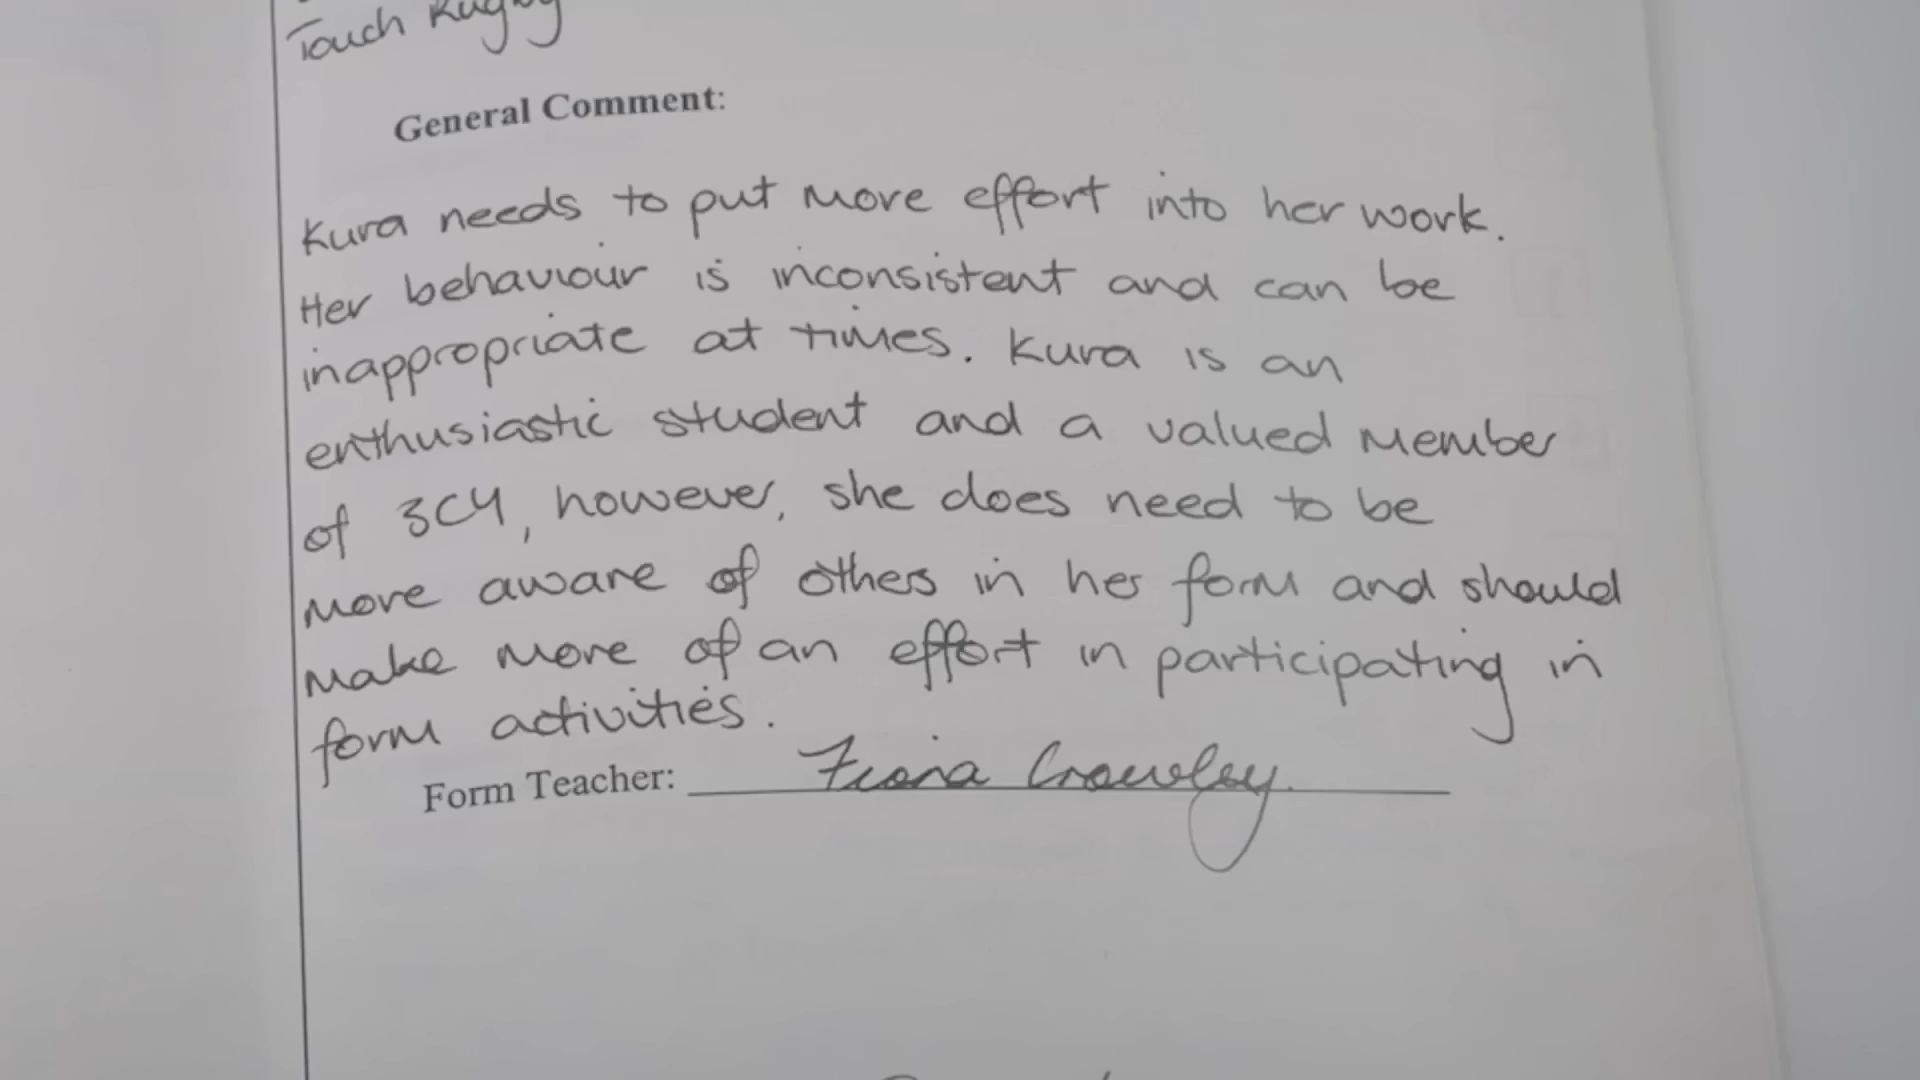 Touch Rugby
General Comment:
Kura needs to put more effort into her work.
Her behaviour is inconsistent and can be
inappropriate at times. Kura is an
enthusiastic student and a valued member
of 3C4, however, she does need to be
more aware of others in her form and should
make more of an effort in participating in
form activities.
Form Teacher: Fiona Crowley